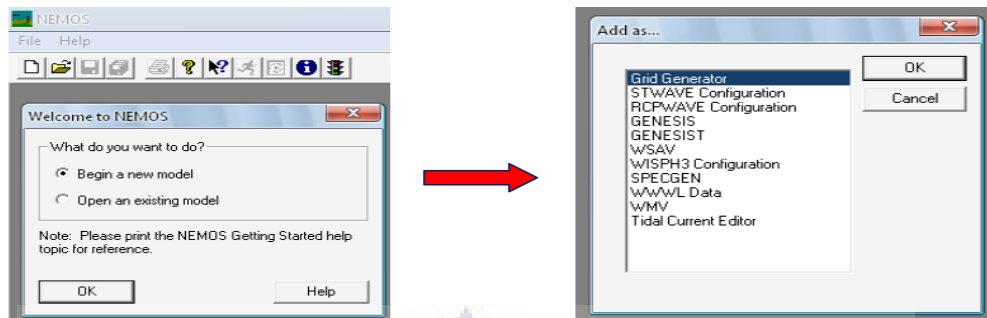 NEMOS
File Help
Welcome to NEMOS
What do you want to do?
Begin a new model
Open an existing model
Note: Please print the NEMOS Getting Started help
topic for reference.
OK Help
Add as...
Grid Generator
STWAVE Configuration
RCPWAVE Configuration
GENESIS
GENESIST
WSAV
WISPH3 Configuration
SPECGEN
WWWL Data
WMV
Tidal Current Editor
OK
Cancel